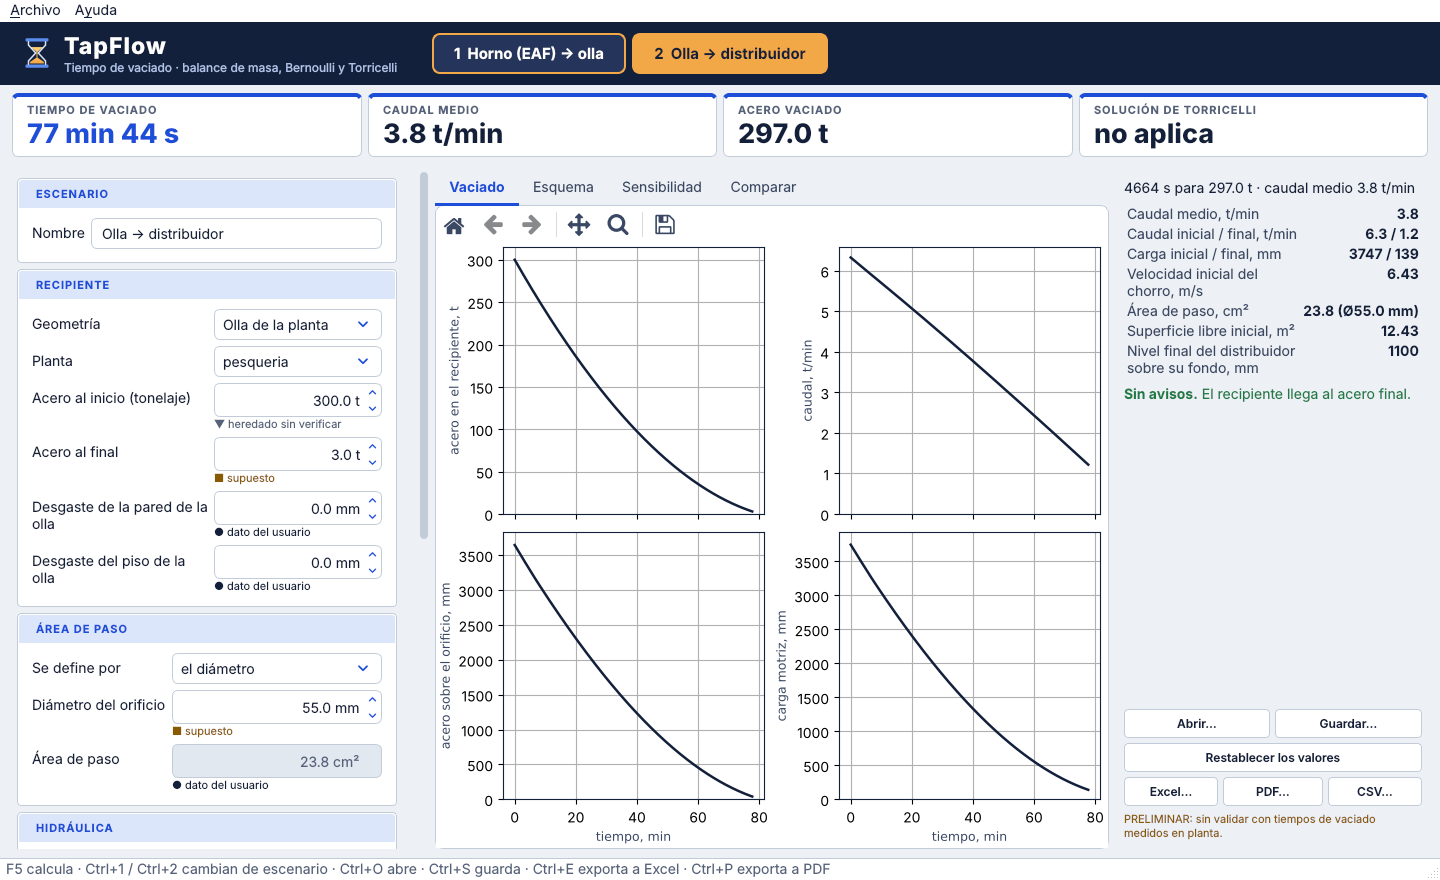 Archivo Ayuda
TapFlow
Tiempo de vaciado · balance de masa, Bernoulli y Torricelli
1 Horno (EAF) → olla
2 Olla → distribuidor
TIEMPO DE VACIADO
77 min 44 s
CAUDAL MEDIO
3.8 t/min
ACERO VACIADO
297.0 t
SOLUCIÓN DE TORRICELLI
no aplica
ESCENARIO
Nombre Olla → distribuidor
RECIPIENTE
Geometría Olla de la planta
Planta pesqueria
Acero al inicio (tonelaje) 300.0 t
▼ heredado sin verificar
Acero al final 3.0 t
■ supuesto
Desgaste de la pared de la olla 0.0 mm
● dato del usuario
Desgaste del piso de la olla 0.0 mm
● dato del usuario
ÁREA DE PASO
Se define por el diámetro
Diámetro del orificio 55.0 mm
■ supuesto
Área de paso 23.8 cm²
● dato del usuario
HIDRÁULICA
Vaciado Esquema Sensibilidad Comparar
acero en el recipiente, t
300
250
200
150
100
50
0
0 20 40 60 80
caudal, t/min
6
5
4
3
2
1
0
acero sobre el orificio, mm
3500
3000
2500
2000
1500
1000
500
0
0 20 40 60 80
tiempo, min
carga motriz, mm
3500
3000
2500
2000
1500
1000
500
0
0 20 40 60 80
tiempo, min
4664 s para 297.0 t · caudal medio 3.8 t/min
Caudal medio, t/min 3.8
Caudal inicial / final, t/min 6.3 / 1.2
Carga inicial / final, mm 3747 / 139
Velocidad inicial del chorro, m/s 6.43
Área de paso, cm² 23.8 (Ø55.0 mm)
Superficie libre inicial, m² 12.43
Nivel final del distribuidor sobre su fondo, mm 1100
Sin avisos. El recipiente llega al acero final.
Abrir... Guardar...
Restablecer los valores
Excel... PDF... CSV...
PRELIMINAR: sin validar con tiempos de vaciado
medidos en planta.
F5 calcula · Ctrl+1 / Ctrl+2 cambian de escenario · Ctrl+O abre · Ctrl+S guarda · Ctrl+E exporta a Excel · Ctrl+P exporta a PDF